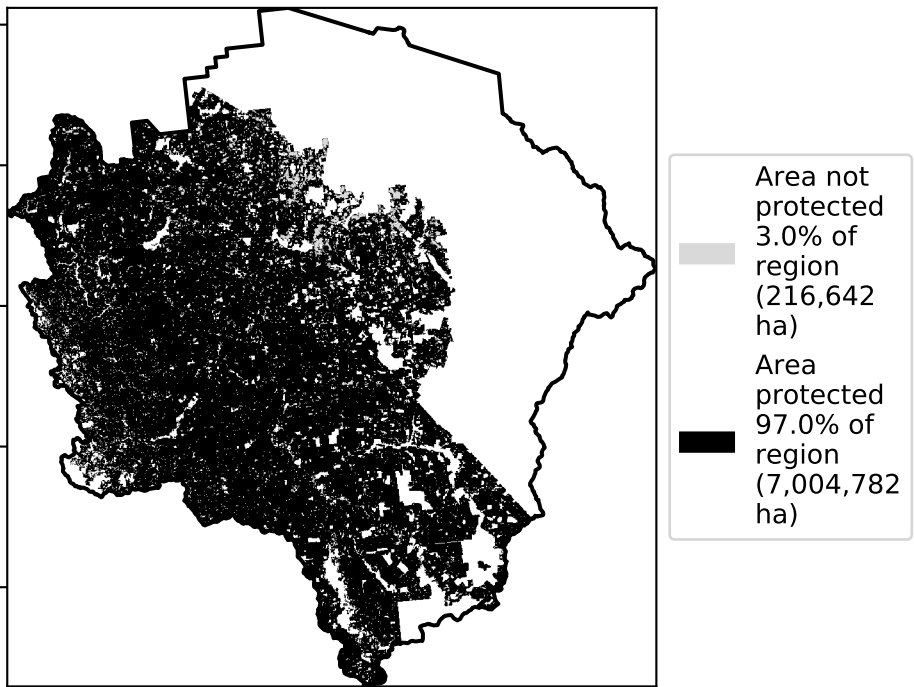 Area not
protected
3.0% of
region
(216,642
ha)
Area
protected
97.0% of
region
(7,004,782
ha)